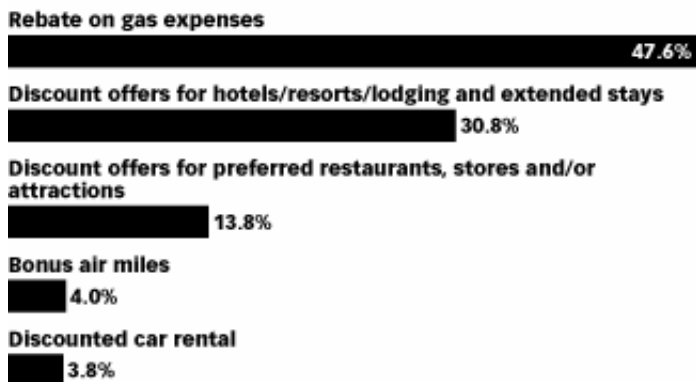 Rebate on gas expenses
47.6%
Discount offers for hotels/resorts/lodging and extended stays
30.8%
Discount offers for preferred restaurants, stores and/or
attractions
13.8%
Bonus air miles
4.0%
Discounted car rental
3.8%